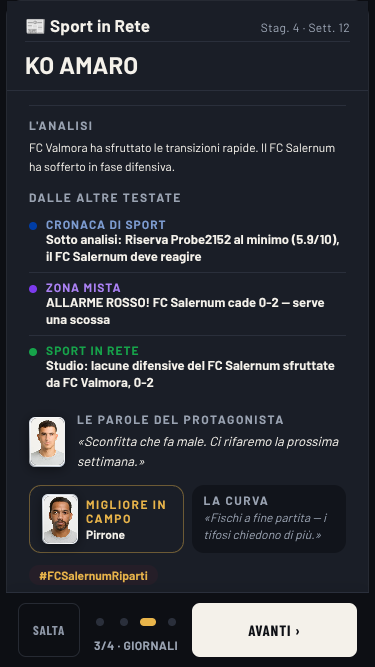 Sport in Rete
Stag. 4 · Sett. 12
KO AMARO
L'ANALISI
FC Valmora ha sfruttato le transizioni rapide. Il FC Salernum
ha sofferto in fase difensiva.
DALLE ALTRE TESTATE
CRONACA DI SPORT
Sotto analisi: Riserva Probe2152 al minimo (5.9/10),
il FC Salernum deve reagire
ZONA MISTA
ALLARME ROSSO! FC Salernum cade 0-2 — serve
una scossa
SPORT IN RETE
Studio: lacune difensive del FC Salernum sfruttate
da FC Valmora, 0-2
LE PAROLE DEL PROTAGONISTA
«Sconfitta che fa male. Ci rifaremo la prossima
settimana.»
MIGLIORE IN
CAMPO
Pirrone
LA CURVA
«Fischi a fine partita — i
tifosi chiedono di più.»
#FCSalernumRiparti
SALTA
3/4 · GIORNALI
AVANTI ›